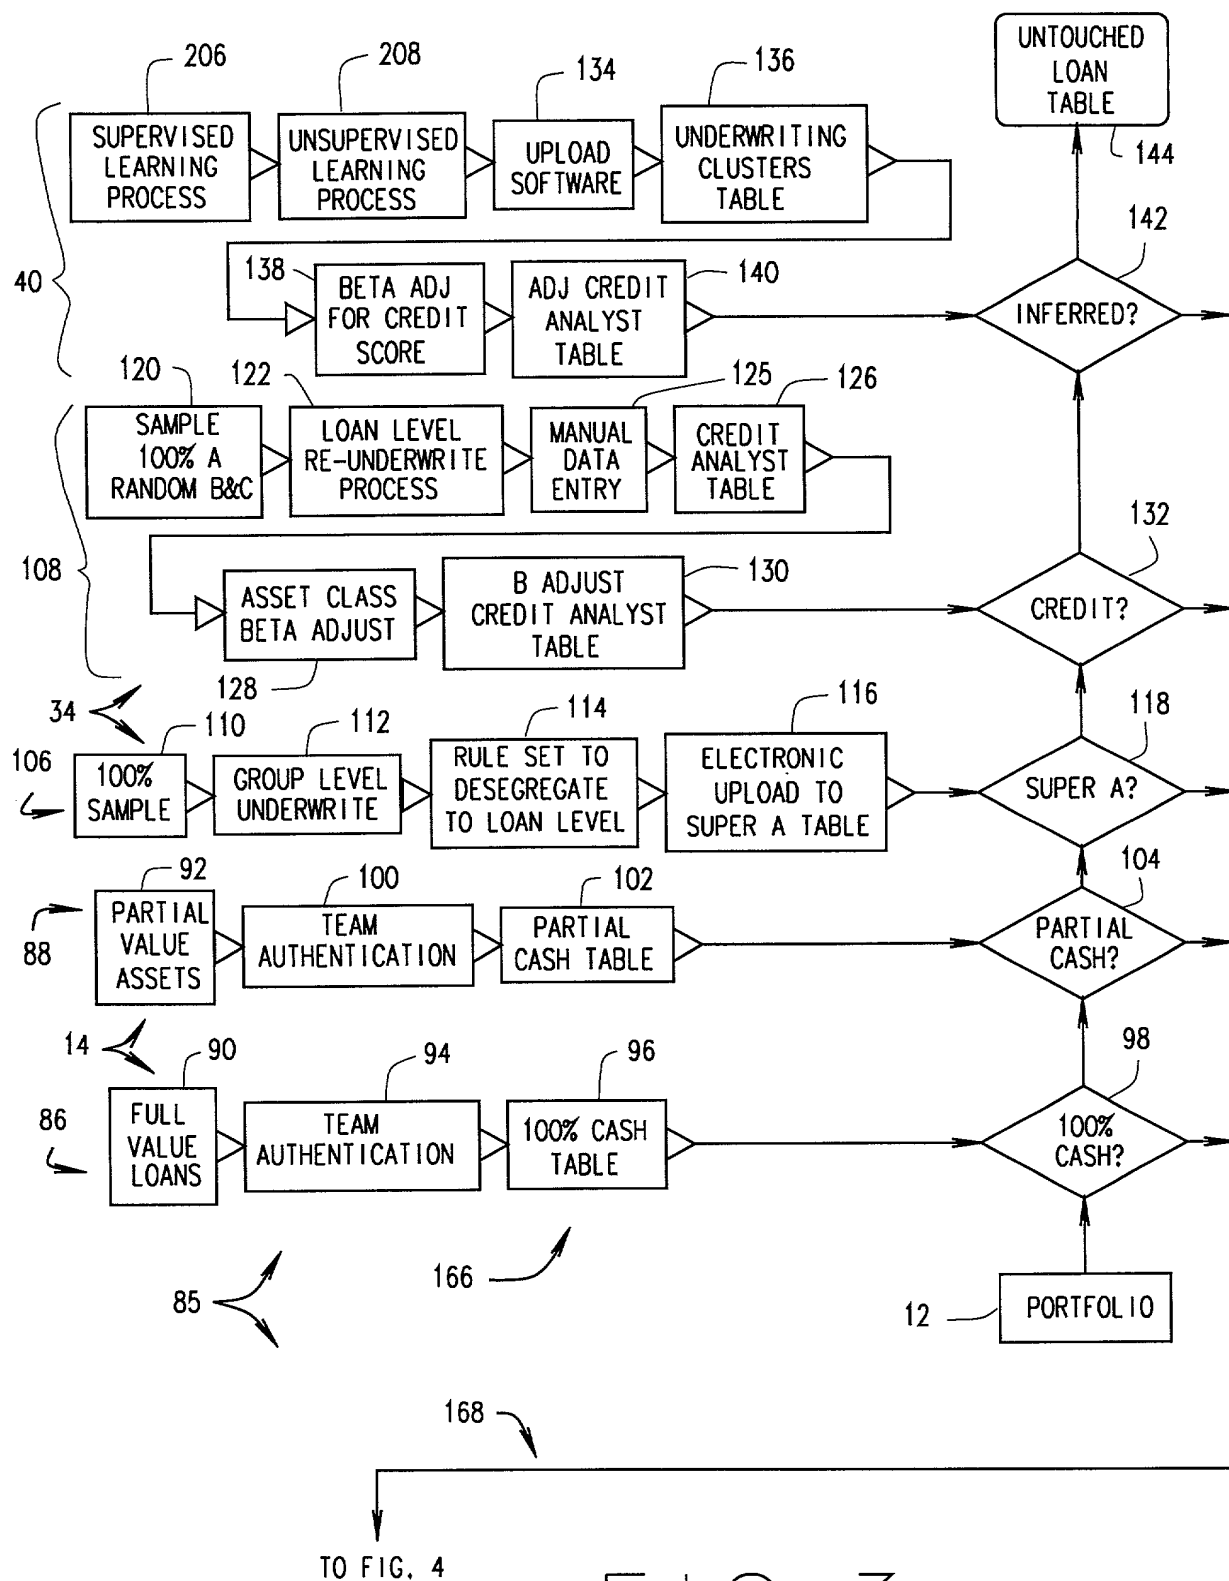 206
208
134
136
UNTOUCHED
LOAN
TABLE
144
SUPERVISED
LEARNING
PROCESS
UNSUPERVISED
LEARNING
PROCESS
UPLOAD
SOFTWARE
UNDERWRITING
CLUSTERS
TABLE
40
142
138
BETA ADJ
FOR CREDIT
SCORE
ADJ CREDIT
ANALYST
TABLE
140
INFERRED?
120
122
125
126
SAMPLE
100% A
RANDOM B&C
LOAN LEVEL
RE-UNDERWRITE
PROCESS
MANUAL
DATA
ENTRY
CREDIT
ANALYST
TABLE
108
132
ASSET CLASS
BETA ADJUST
128
B ADJUST
CREDIT ANALYST
TABLE
130
CREDIT?
34
110
112
114
116
118
106
100%
SAMPLE
GROUP LEVEL
UNDERWRITE
RULE SET TO
DESEGREGATE
TO LOAN LEVEL
ELECTRONIC
UPLOAD TO
SUPER A TABLE
SUPER A?
92
100
102
104
88
PARTIAL
VALUE
ASSETS
TEAM
AUTHENTICATION
PARTIAL
CASH TABLE
PARTIAL
CASH?
14
90
94
96
98
86
FULL
VALUE
LOANS
TEAM
AUTHENTICATION
100% CASH
TABLE
100%
CASH?
166
85
12
PORTFOLIO
168
TO FIG. 4
FIG. 3